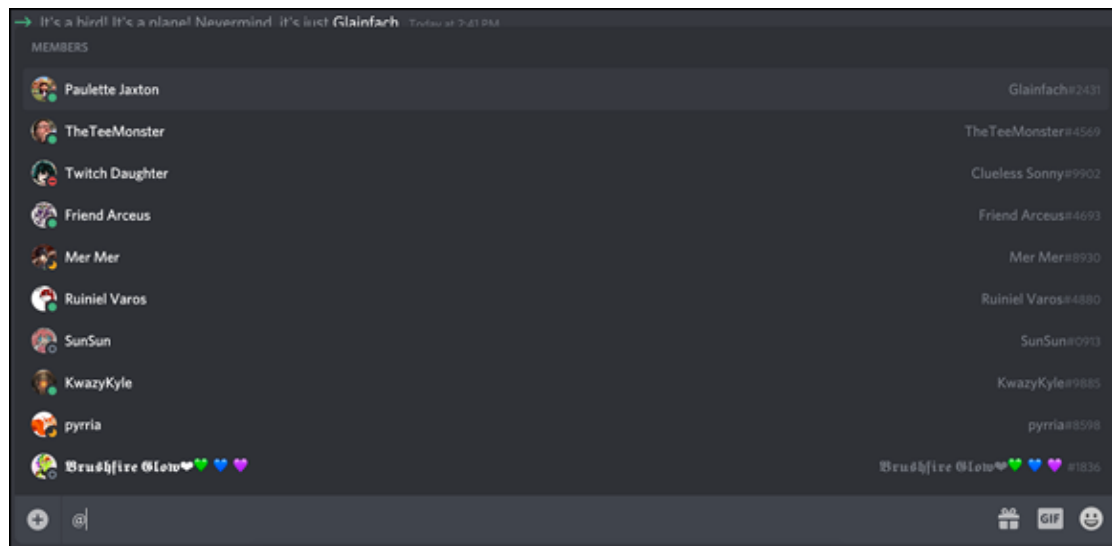 → It's a bird! It's a plane! Nevermind, it's just Glainfach. Today at 2:41 PM
MEMBERS
Paulette Jaxton Glainfach#2431
TheTeeMonster TheTeeMonster#4569
Twitch Daughter Clueless Sonny#9902
Friend Arceus Friend Arceus#4693
Mer Mer Mer Mer#8930
Ruiniel Varos Ruiniel Varos#4880
SunSun SunSun#0913
KwazyKyle KwazyKyle#9885
pyrria pyrria#8598
𝕭𝖗𝖚𝖘𝖍𝖋𝖎𝖗𝖊 𝕲𝖑𝖔𝖜❤💚💙💜 𝕭𝖗𝖚𝖘𝖍𝖋𝖎𝖗𝖊 𝕲𝖑𝖔𝖜❤💚💙💜#1836
@ GIF